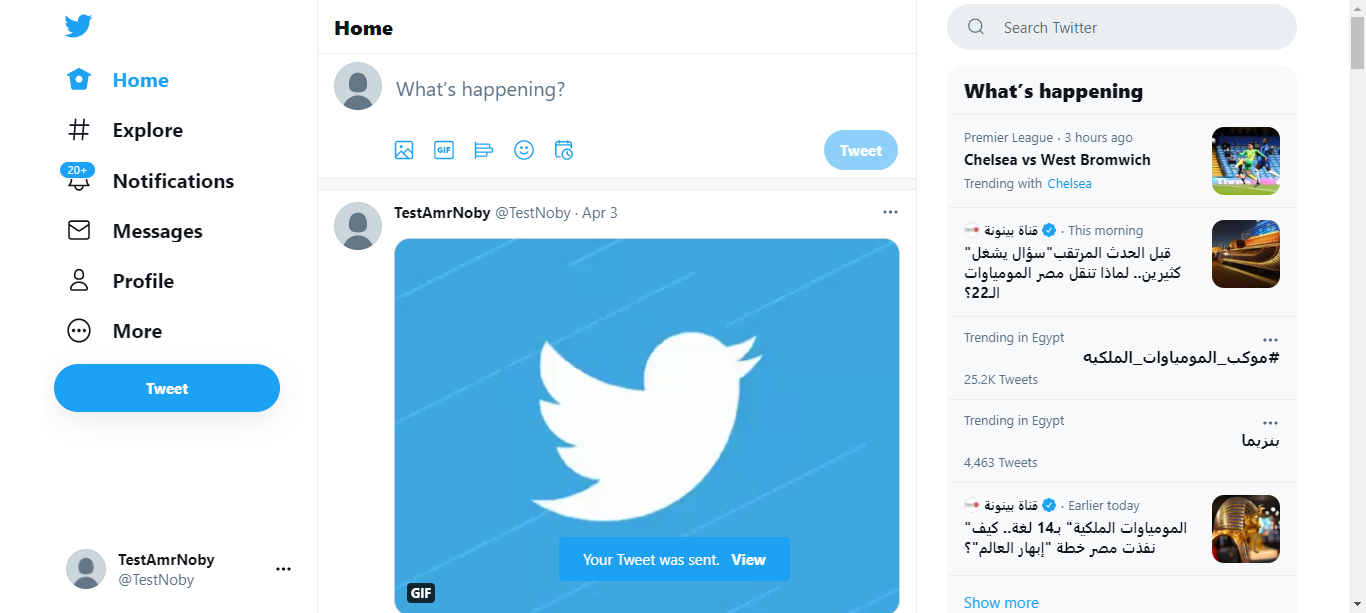 Home
Explore
20+
Notifications
Messages
Profile
More
Tweet
TestAmrNoby
@TestNoby
Home
What's happening?
GIF
Tweet
TestAmrNoby @TestNoby · Apr 3
GIF
Your Tweet was sent. View
Search Twitter
What's happening
Premier League · 3 hours ago
Chelsea vs West Bromwich
Trending with Chelsea
قناة بينونة · This morning
قبل الحدث المرتقب"سؤال يشغل"
كثيرين.. لماذا تنقل مصر المومياوات
الـ22؟
Trending in Egypt
#موكب_المومياوات_الملكيه
25.2K Tweets
Trending in Egypt
بنزيما
4,463 Tweets
قناة بينونة · Earlier today
المومياوات الملكية" بـ14 لغة.. كيف"
نفذت مصر خطة "إبهار العالم"؟
Show more